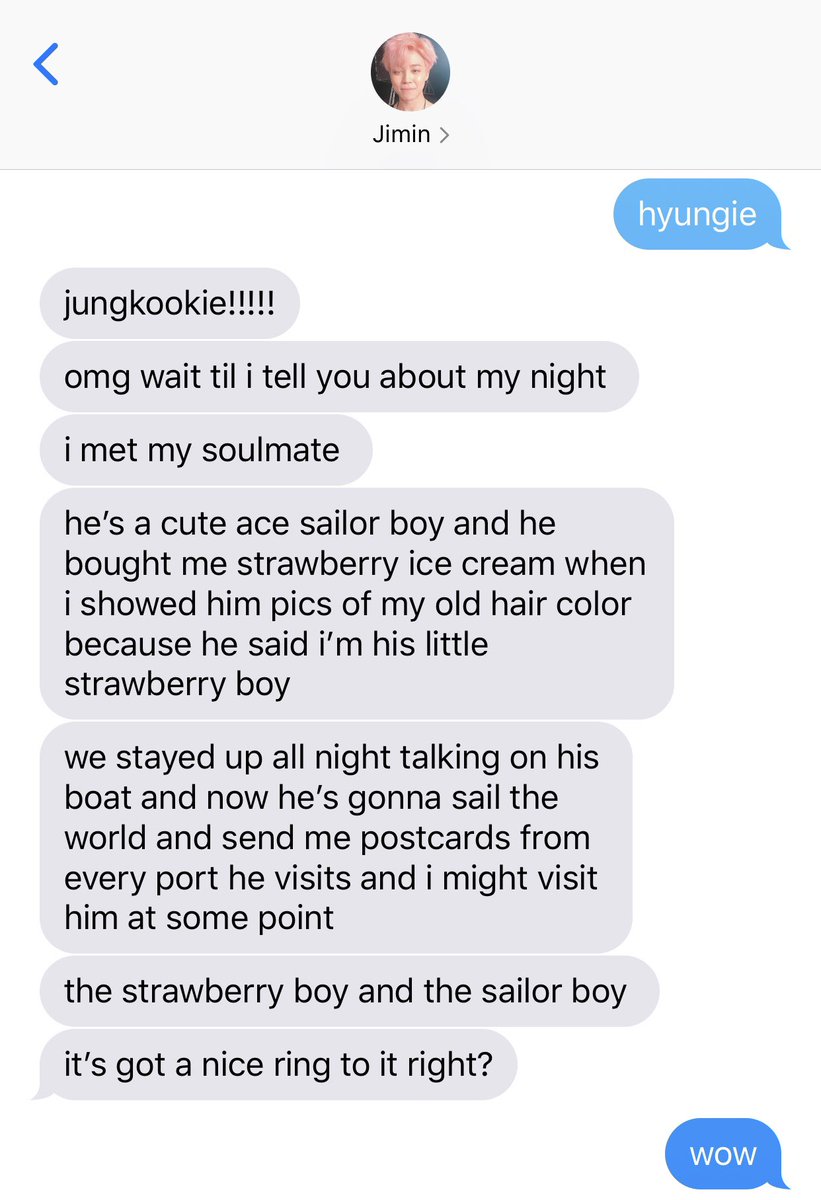 Jimin
hyungie
jungkookie!!!!!
omg wait til i tell you about my night
i met my soulmate
he’s a cute ace sailor boy and he
bought me strawberry ice cream when
i showed him pics of my old hair color
because he said i’m his little
strawberry boy
we stayed up all night talking on his
boat and now he’s gonna sail the
world and send me postcards from
every port he visits and i might visit
him at some point
the strawberry boy and the sailor boy
it’s got a nice ring to it right?
wow